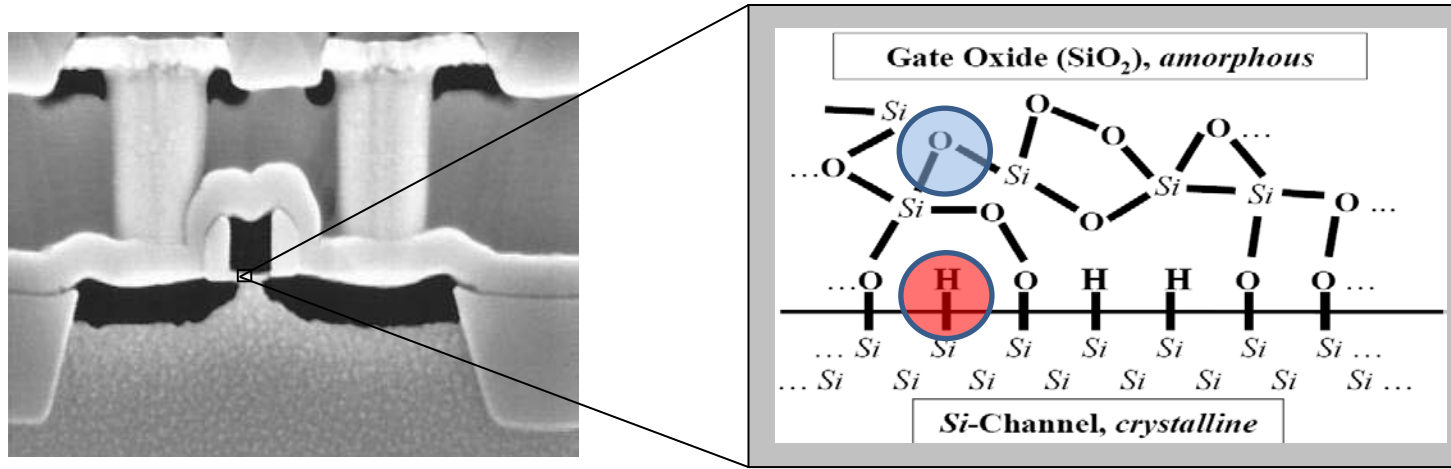 Gate Oxide (SiO2), amorphous
Si O O Si O O O ...
... O Si O Si Si O ...
Si O O
... O H O H H O O ...
... Si Si Si Si Si Si Si ...
... Si Si Si Si Si Si Si Si ...
Si-Channel, crystalline